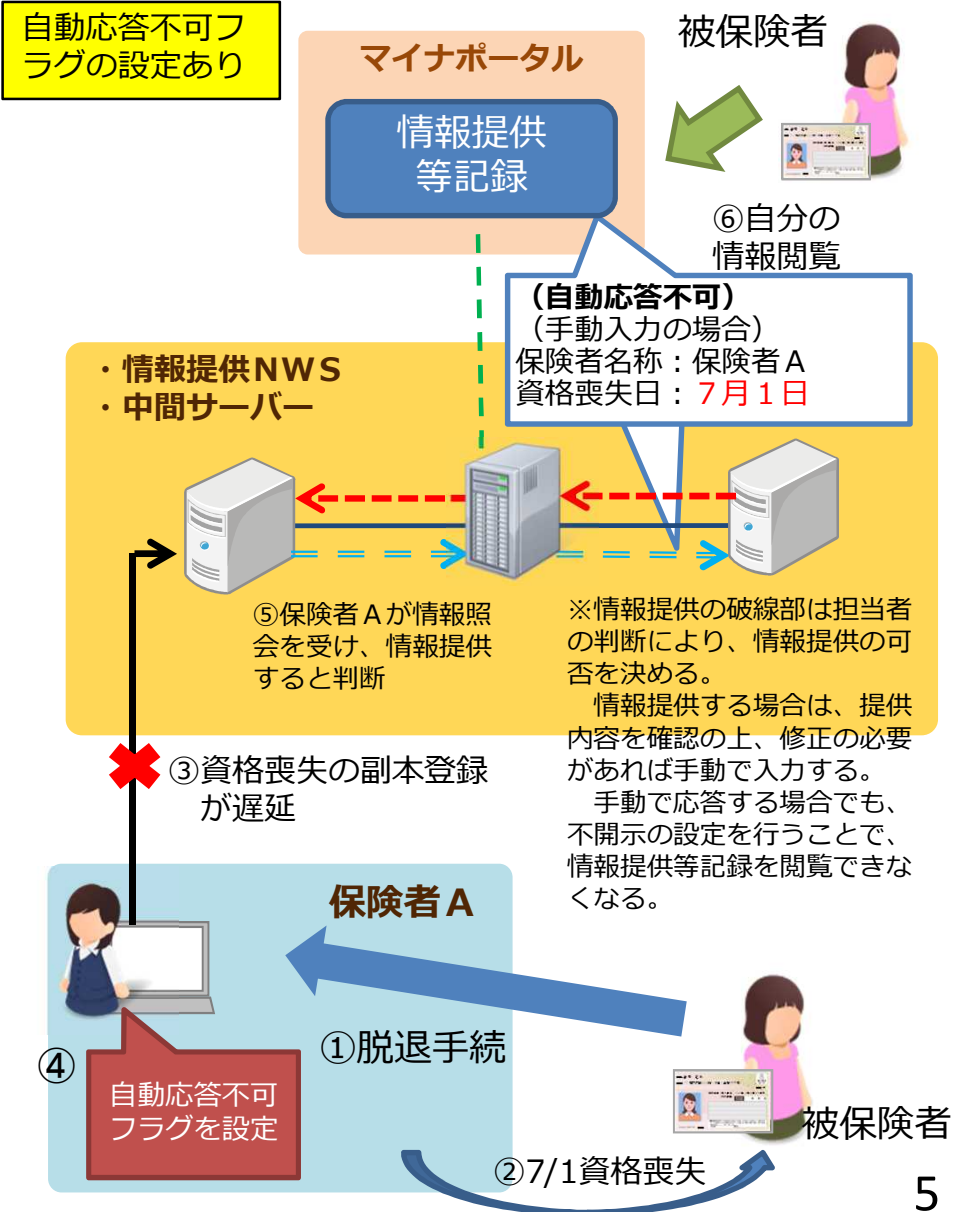 自動応答不可フ
ラグの設定あり
マイナポータル
情報提供
等記録
被保険者
⑥自分の
情報閲覧
（自動応答不可）
（手動入力の場合）
保険者名称：保険者Ａ
資格喪失日：７月１日
・情報提供ＮＷＳ
・中間サーバー
⑤保険者Ａが情報照
会を受け、情報提供
すると判断
※情報提供の破線部は担当者
の判断により、情報提供の可
否を決める。
　情報提供する場合は、提供
内容を確認の上、修正の必要
があれば手動で入力する。
　手動で応答する場合でも、
不開示の設定を行うことで、
情報提供等記録を閲覧できな
くなる。
③資格喪失の副本登録
が遅延
保険者Ａ
①脱退手続
④
自動応答不可
フラグを設定
被保険者
②7/1資格喪失
5